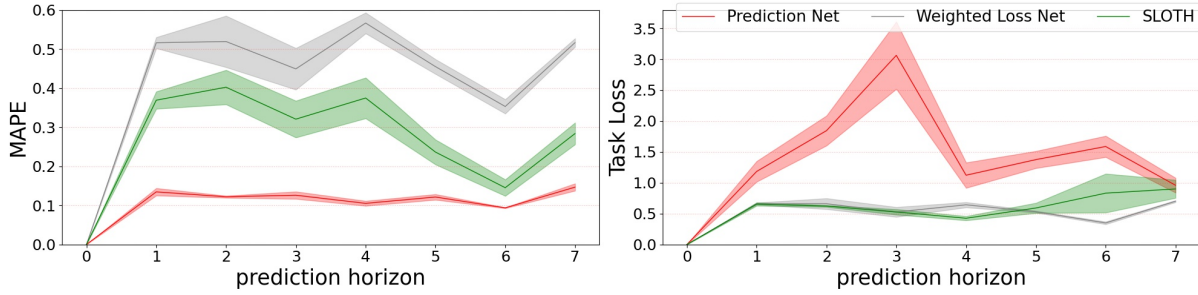 MAPE
0.6
0.5
0.4
0.3
0.2
0.1
0.0
0 1 2 3 4 5 6 7
prediction horizon
Prediction Net Weighted Loss Net SLOTH
Task Loss
3.5
3.0
2.5
2.0
1.5
1.0
0.5
0.0
0 1 2 3 4 5 6 7
prediction horizon